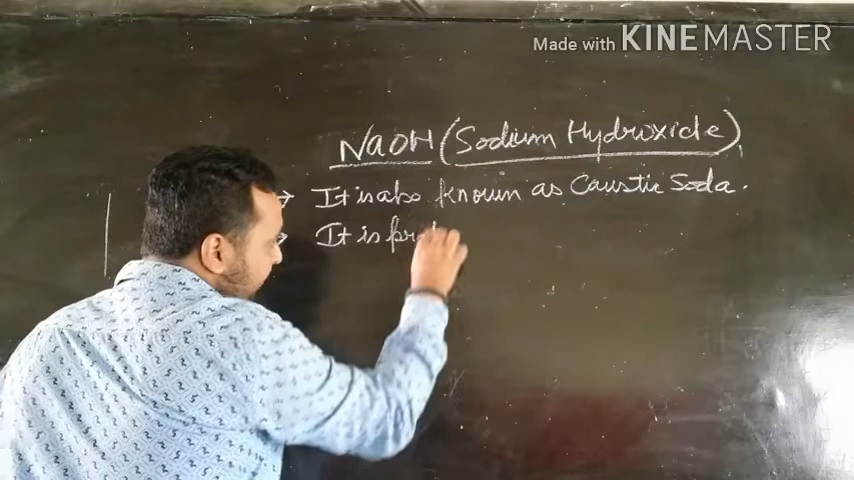 Made with KINEMASTER
NaOH (Sodium Hydroxide)
→ It is also known as Caustic Soda.
→ It is